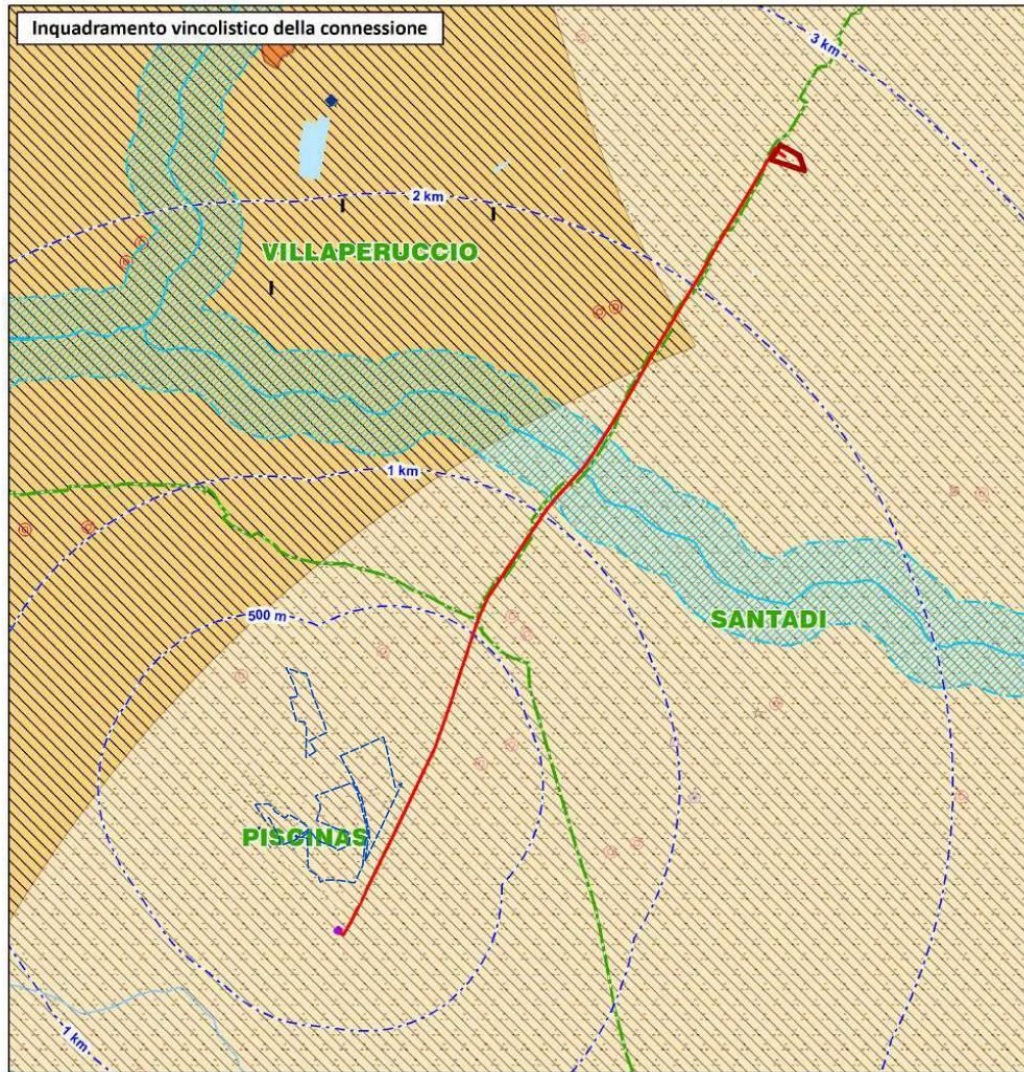 Inquadramento vincolistico della connessione
3 km
2 km
VILLAPERUCCIO
1 km
500 m
SANTADI
PISCINAS
1 km